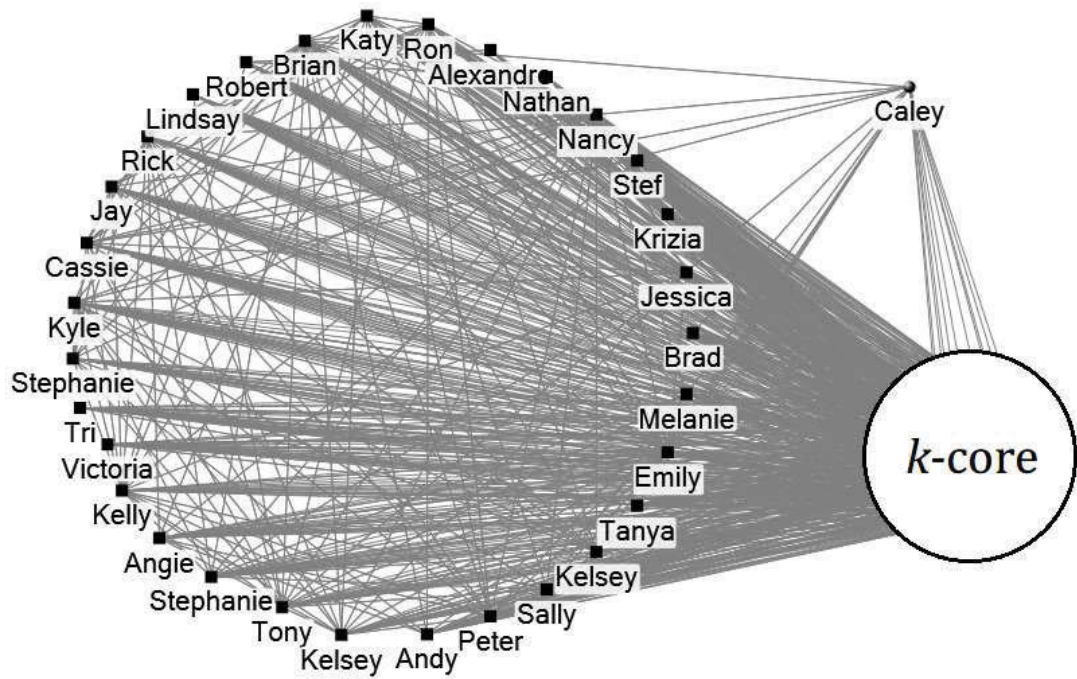 Katy
Ron
Brian
Alexandre
Robert
Nathan
Caley
Lindsay
Nancy
Rick
Stef
Jay
Krizia
Cassie
Jessica
Kyle
Brad
Stephanie
Melanie
Tri
k-core
Victoria
Emily
Kelly
Tanya
Angie
Kelsey
Stephanie
Sally
Tony
Peter
Kelsey
Andy